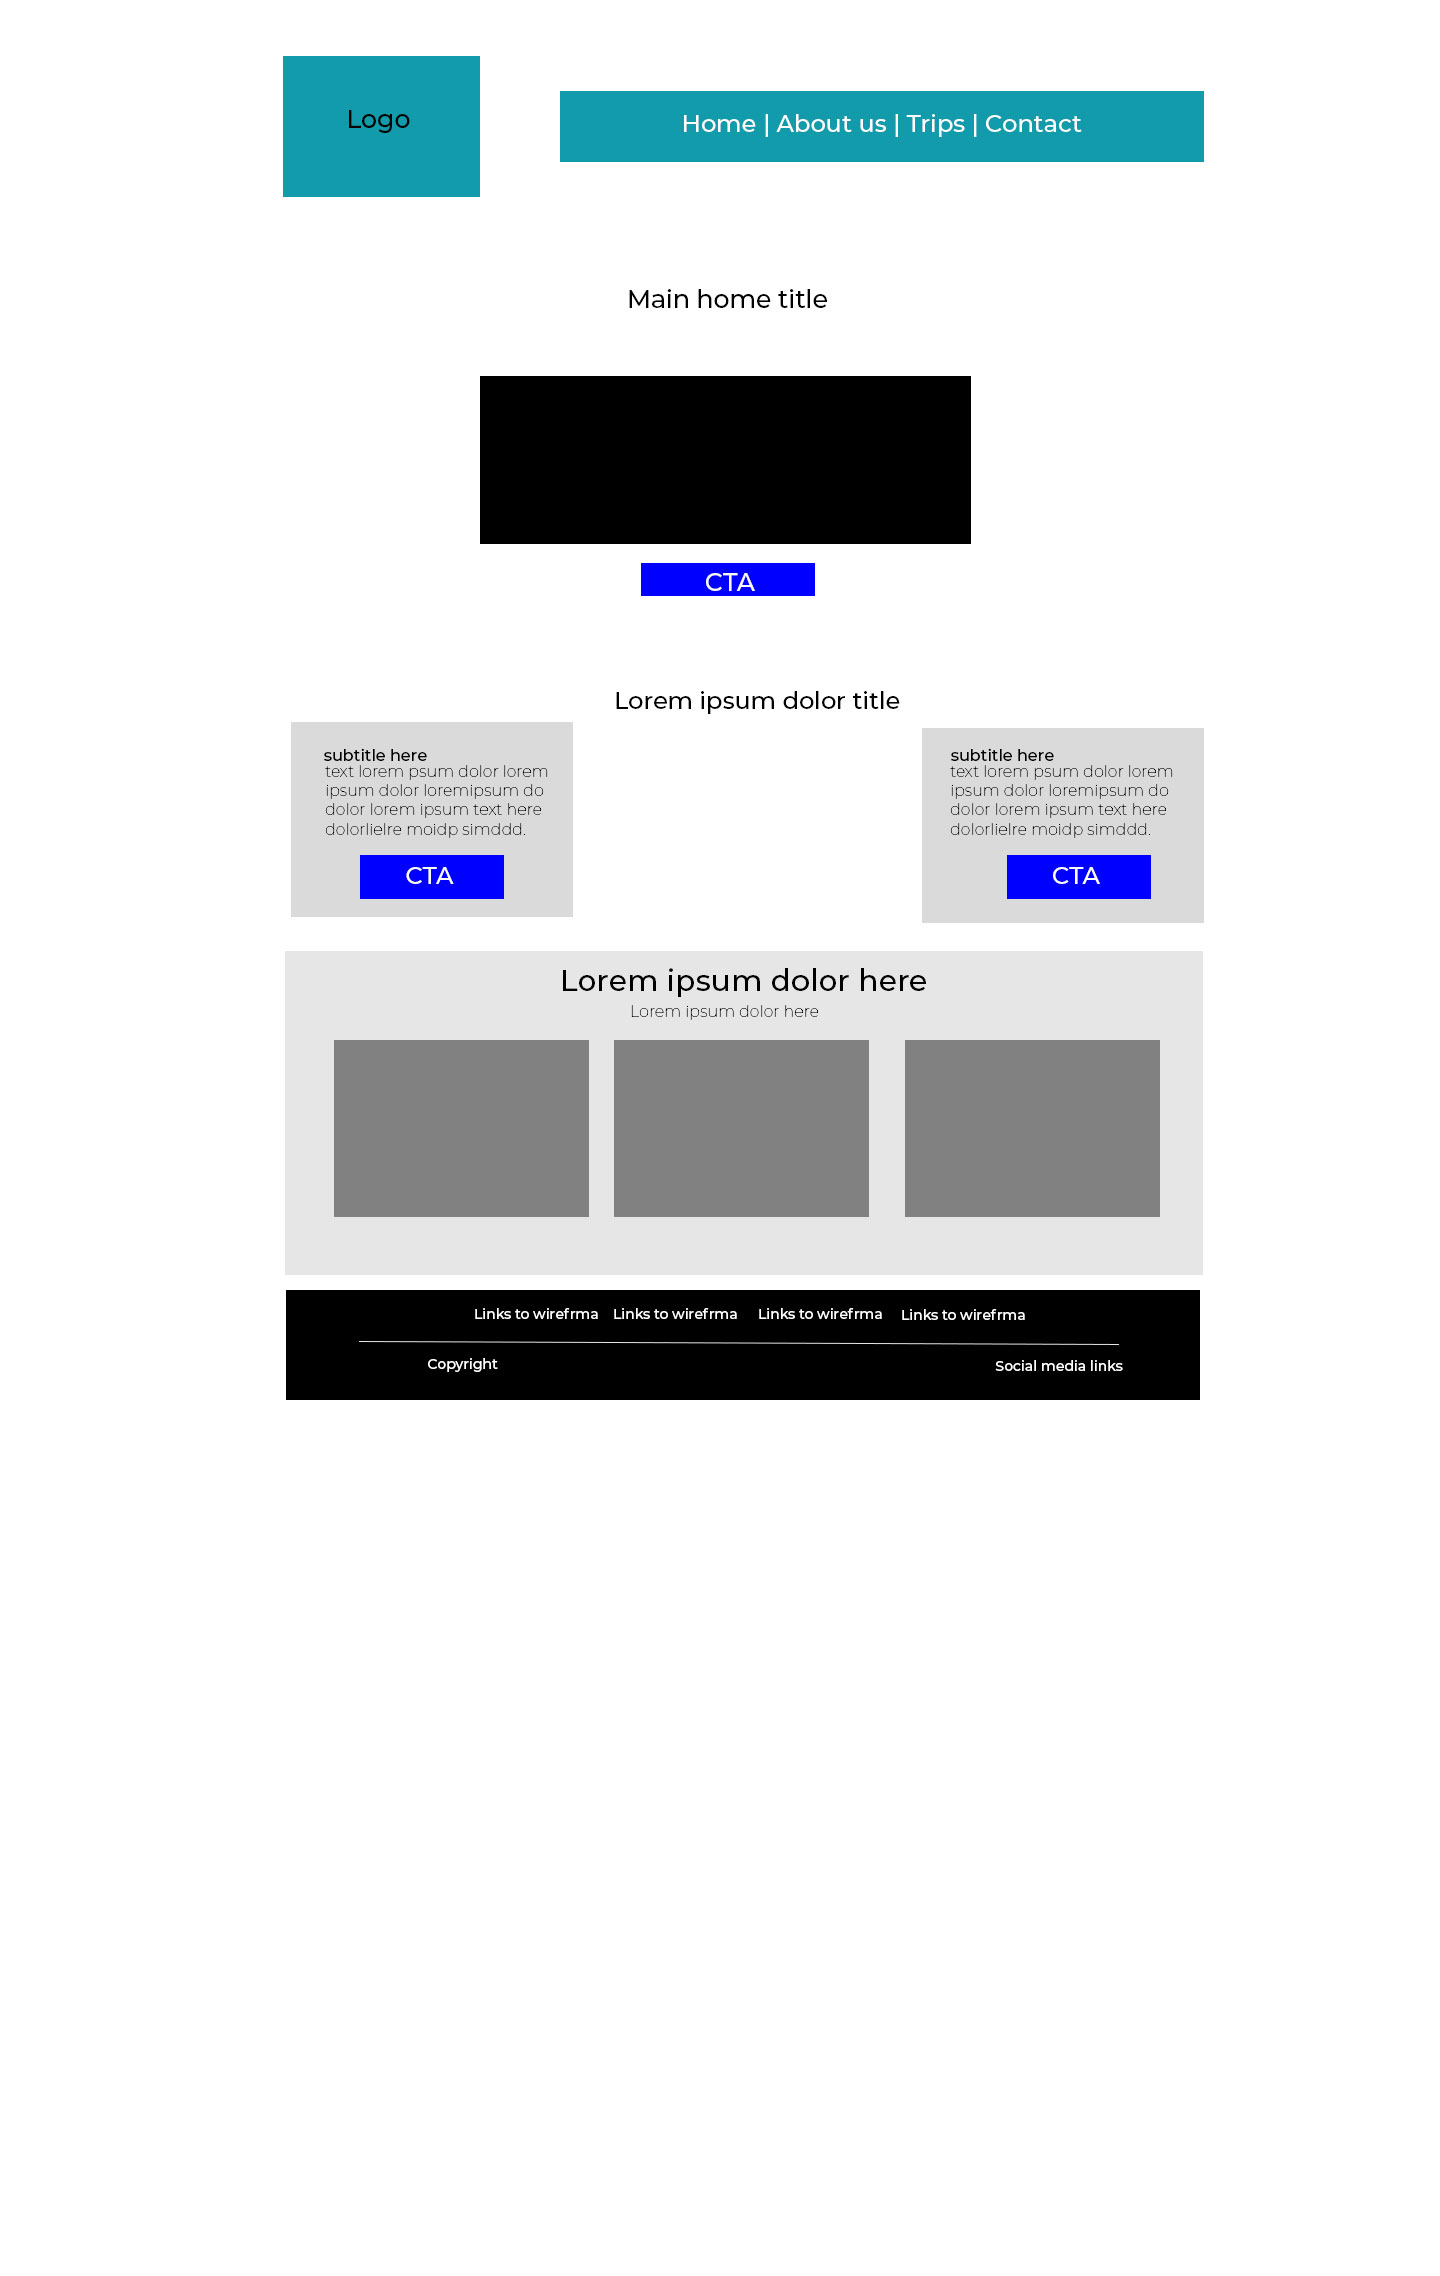 Logo
Home | About us | Trips | Contact
Main home title
CTA
Lorem ipsum dolor title
subtitle here
text lorem psum dolor lorem
ipsum dolor loremipsum do
dolor lorem ipsum text here
dolorlielre moidp simddd.
CTA
subtitle here
text lorem psum dolor lorem
ipsum dolor loremipsum do
dolor lorem ipsum text here
dolorlielre moidp simddd.
CTA
Lorem ipsum dolor here
Lorem ipsum dolor here
Links to wirefrma Links to wirefrma Links to wirefrma Links to wirefrma
Copyright Social media links